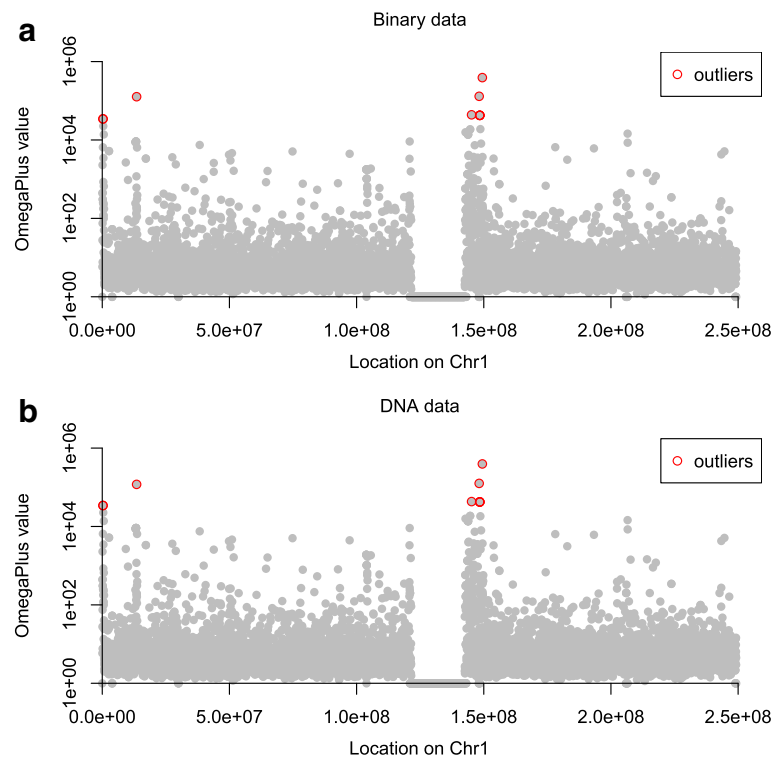 a
Binary data
OmegaPlus value
1e+06
1e+04
1e+02
1e+00
outliers
0.0e+00 5.0e+07 1.0e+08 1.5e+08 2.0e+08 2.5e+08
Location on Chr1
b
DNA data
OmegaPlus value
1e+06
1e+04
1e+02
1e+00
outliers
0.0e+00 5.0e+07 1.0e+08 1.5e+08 2.0e+08 2.5e+08
Location on Chr1